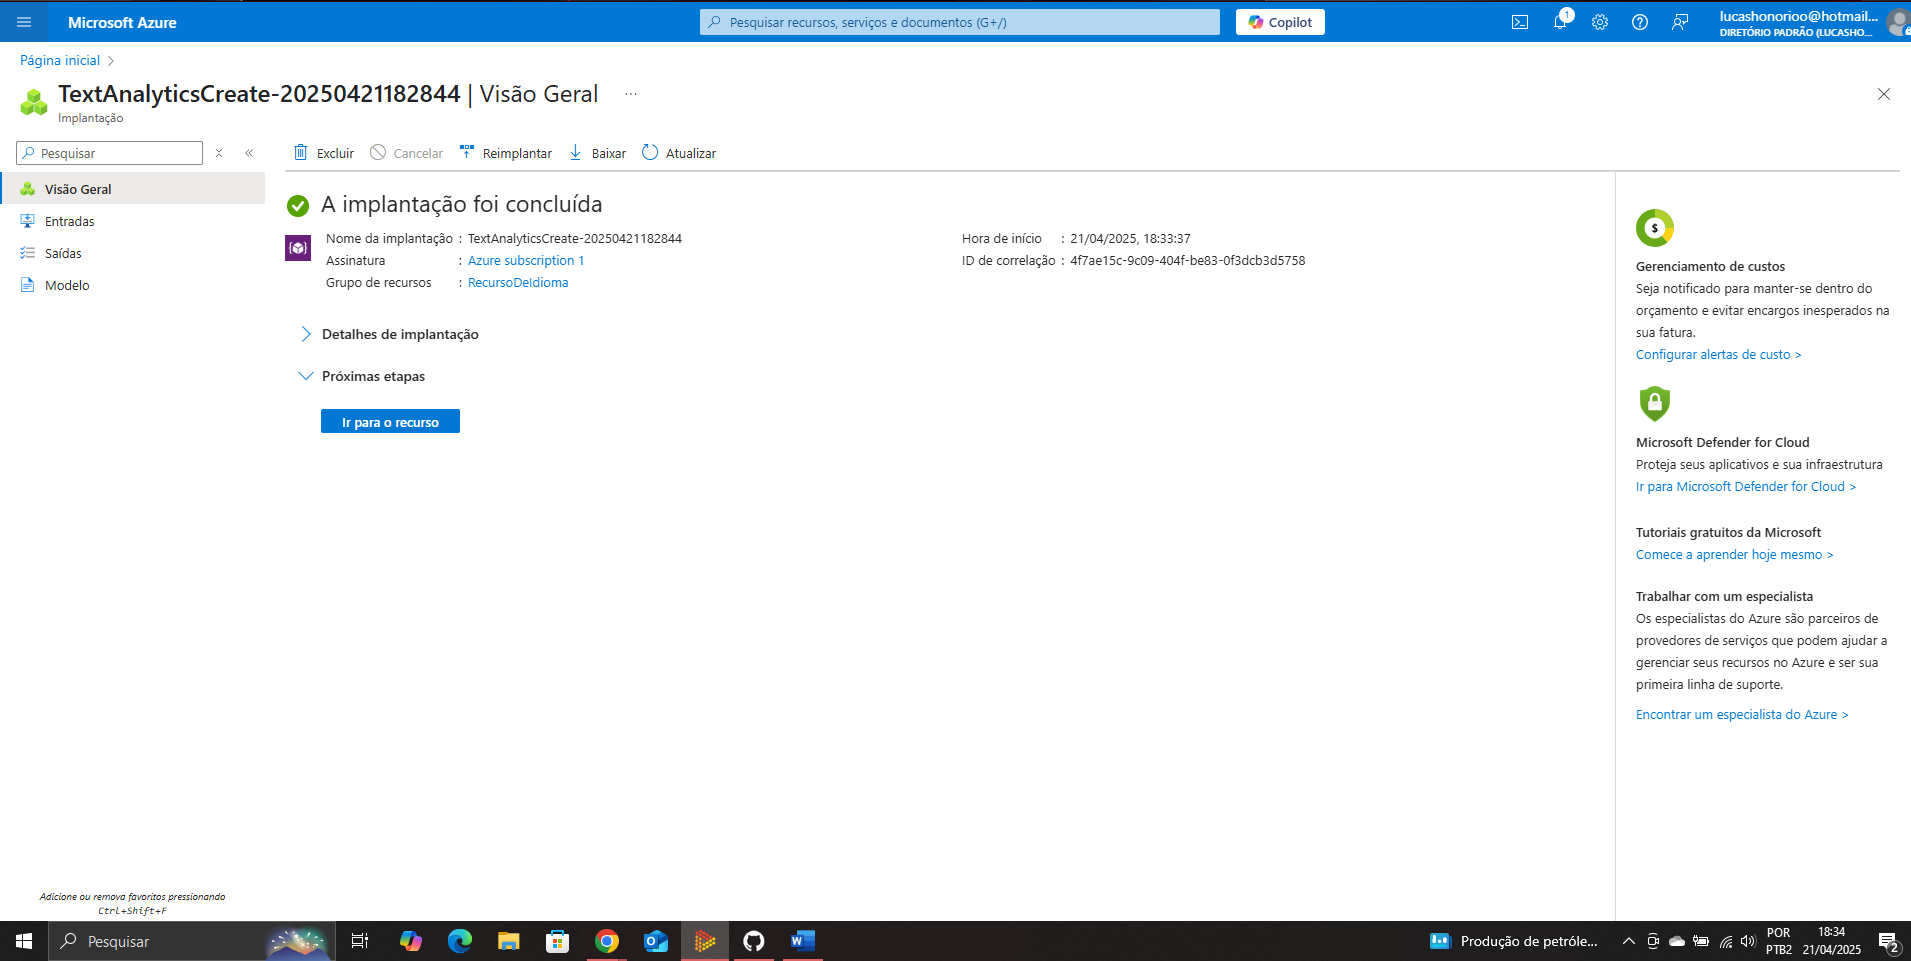 Microsoft Azure
Pesquisar recursos, serviços e documentos (G+/)
Copilot
1
lucashonorioo@hotmail...
DIRETÓRIO PADRÃO (LUCASHO...
Página inicial
TextAnalyticsCreate-20250421182844 | Visão Geral ...
Implantação
Pesquisar
Excluir
Cancelar
Reimplantar
Baixar
Atualizar
Visão Geral
Entradas
Saídas
Modelo
A implantação foi concluída
Nome da implantação : TextAnalyticsCreate-20250421182844
Assinatura : Azure subscription 1
Grupo de recursos : RecursoDeIdioma
Hora de início : 21/04/2025, 18:33:37
ID de correlação : 4f7ae15c-9c09-404f-be83-0f3dcb3d5758
Detalhes de implantação
Próximas etapas
Ir para o recurso
Gerenciamento de custos
Seja notificado para manter-se dentro do
orçamento e evitar encargos inesperados na
sua fatura.
Configurar alertas de custo >
Microsoft Defender for Cloud
Proteja seus aplicativos e sua infraestrutura
Ir para Microsoft Defender for Cloud >
Tutoriais gratuitos da Microsoft
Comece a aprender hoje mesmo >
Trabalhar com um especialista
Os especialistas do Azure são parceiros de
provedores de serviços que podem ajudar a
gerenciar seus recursos no Azure e ser sua
primeira linha de suporte.
Encontrar um especialista do Azure >
Adicione ou remova favoritos pressionando
Ctrl+Shift+F
Pesquisar
Produção de petróle...
POR
PTB2
18:34
21/04/2025
2